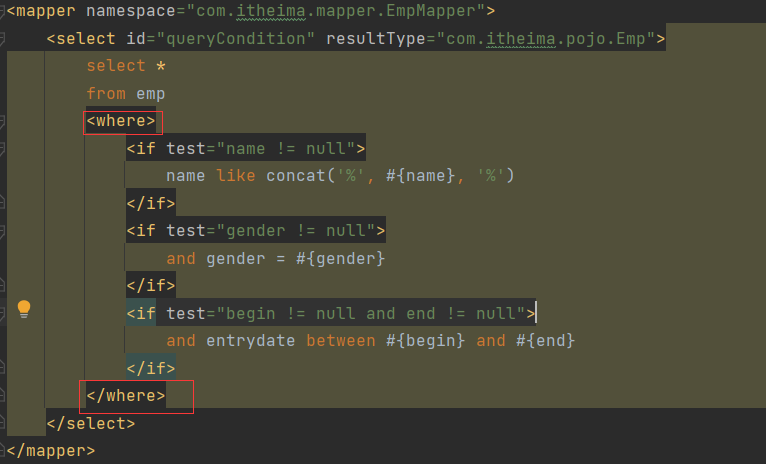 <mapper namespace="com.itheima.mapper.EmpMapper">
<select id="queryCondition" resultType="com.itheima.pojo.Emp">
select *
from emp
<where>
<if test="name != null">
name like concat('%', #{name}, '%')
</if>
<if test="gender != null">
and gender = #{gender}
</if>
<if test="begin != null and end != null">
and entrydate between #{begin} and #{end}
</if>
</where>
</select>
</mapper>